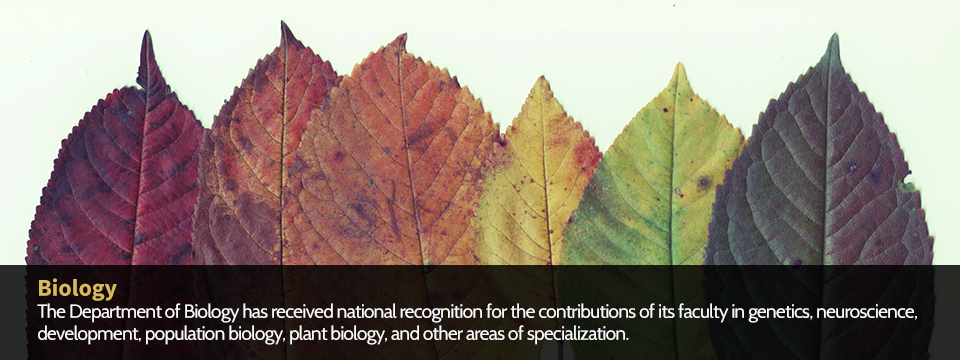 Biology
The Department of Biology has received national recognition for the contributions of its faculty in genetics, neuroscience,
development, population biology, plant biology, and other areas of specialization.